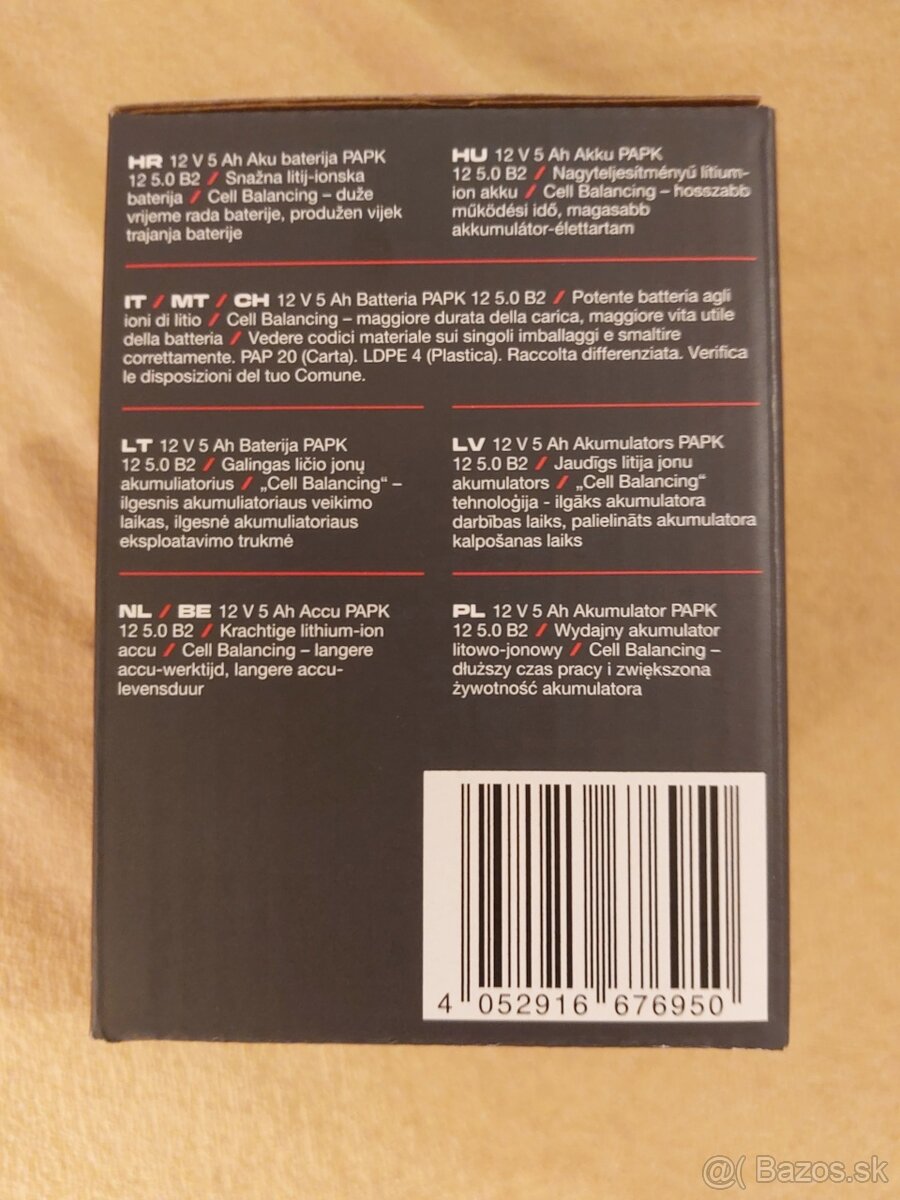 HR 12 V 5 Ah Aku baterija PAPK
12 5.0 B2 / Snažna litij-ionska
baterija / Cell Balancing – duže
vrijeme rada baterije, produžen vijek
trajanja baterije
HU 12 V 5 Ah Akku PAPK
12 5.0 B2 / Nagyteljesítményű lítium-
ion akku / Cell Balancing – hosszabb
működési idő, magasabb
akkumulátor-élettartam
IT / MT / CH 12 V 5 Ah Batteria PAPK 12 5.0 B2 / Potente batteria agli
ioni di litio / Cell Balancing – maggiore durata della carica, maggiore vita utile
della batteria / Vedere codici materiale sui singoli imballaggi e smaltire
correttamente. PAP 20 (Carta). LDPE 4 (Plastica). Raccolta differenziata. Verifica
le disposizioni del tuo Comune.
LT 12 V 5 Ah Baterija PAPK
12 5.0 B2 / Galingas ličio jonų
akumuliatorius / „Cell Balancing“ –
ilgesnis akumuliatoriaus veikimo
laikas, ilgesnė akumuliatoriaus
eksploatavimo trukmė
LV 12 V 5 Ah Akumulators PAPK
12 5.0 B2 / Jaudīgs litija jonu
akumulators / „Cell Balancing“
tehnoloģija - ilgāks akumulatora
darbības laiks, palielināts akumulatora
kalpošanas laiks
NL / BE 12 V 5 Ah Accu PAPK
12 5.0 B2 / Krachtige lithium-ion
accu / Cell Balancing – langere
accu-werktijd, langere accu-
levensduur
PL 12 V 5 Ah Akumulator PAPK
12 5.0 B2 / Wydajny akumulator
litowo-jonowy / Cell Balancing –
dłuższy czas pracy i zwiększona
żywotność akumulatora
4 052916 676950
@( Bazos.sk